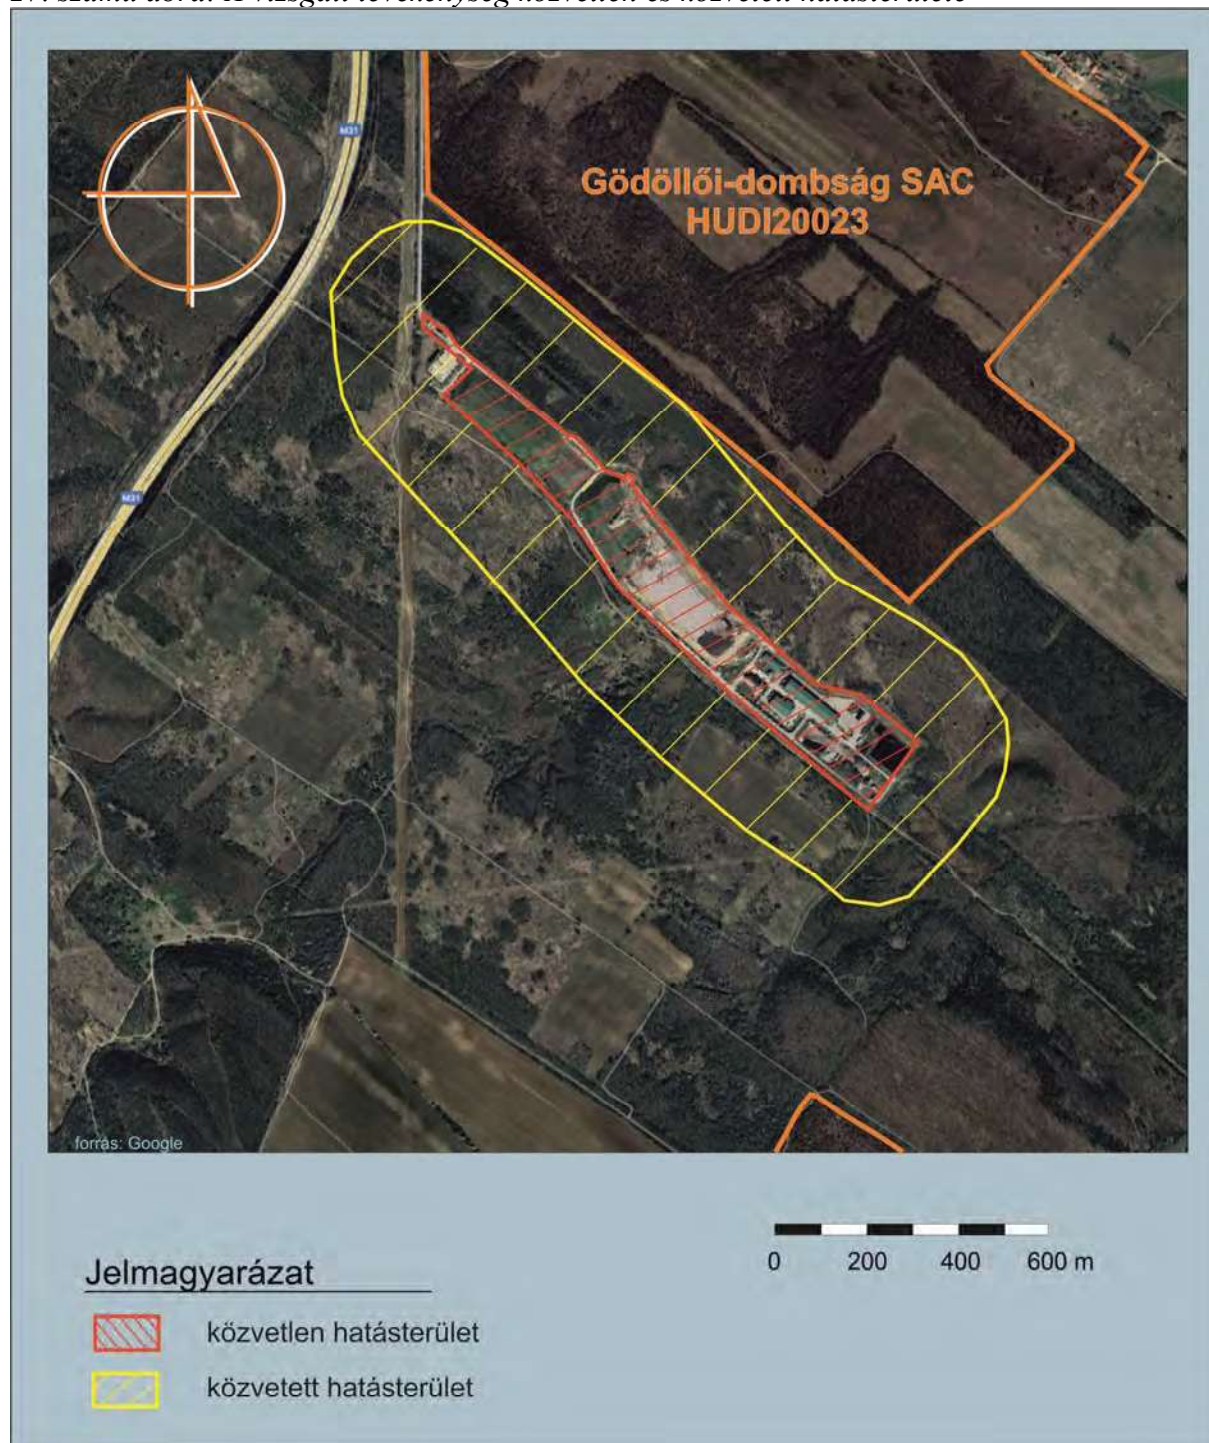 M31
Gödöllői-dombság SAC
HUDI20023
M31
forrás: Google
Jelmagyarázat
közvetlen hatásterület
közvetett hatásterület
0 200 400 600 m